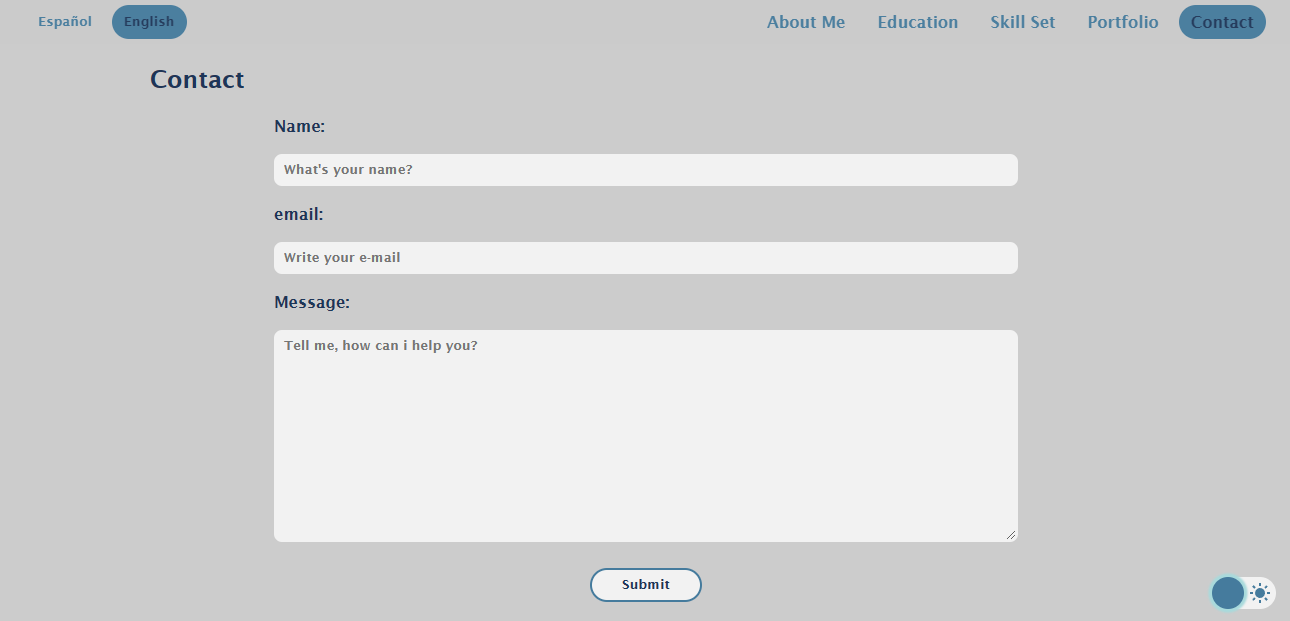 Español English About Me Education Skill Set Portfolio Contact
Contact
Name:
What's your name?
email:
Write your e-mail
Message:
Tell me, how can i help you?
Submit